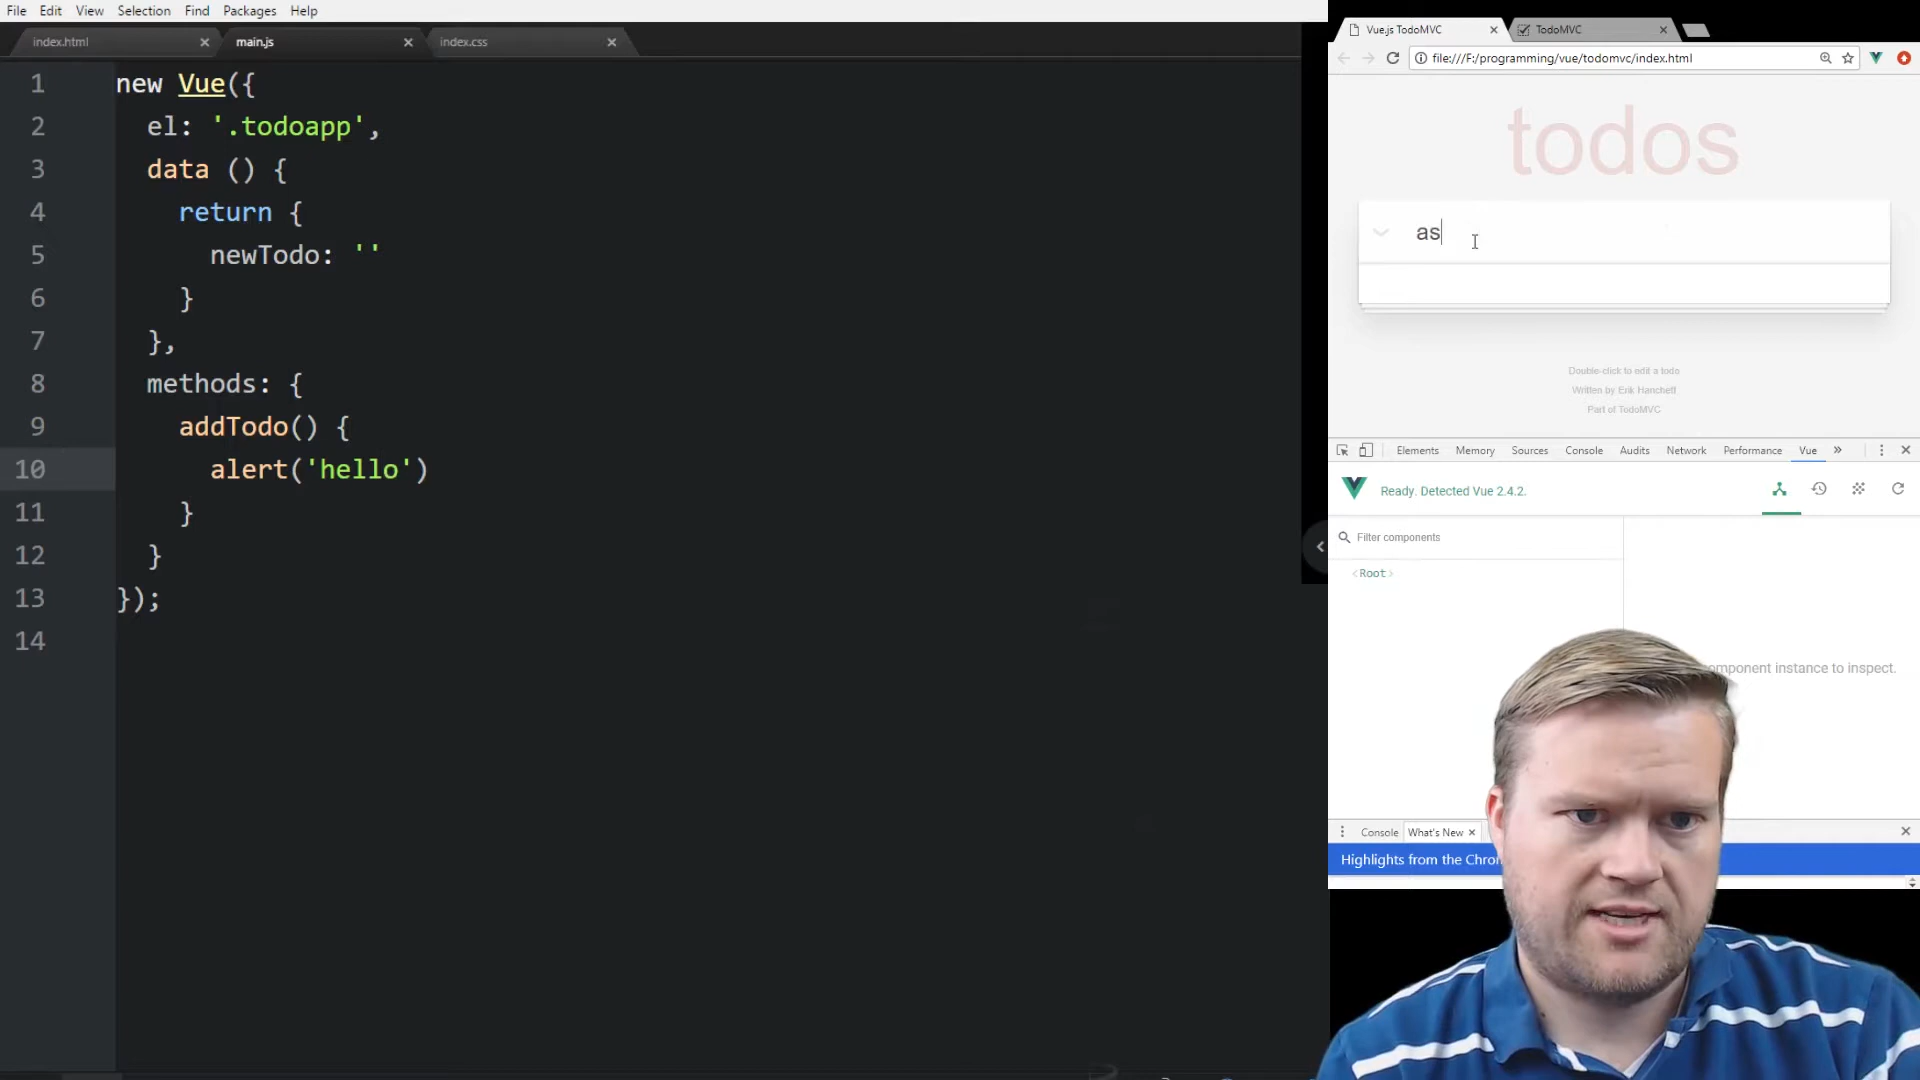 File Edit View Selection Find Packages Help
index.html
main.js
index.css
1 new Vue({
2 el: '.todoapp',
3 data () {
4 return {
5 newTodo: ''
6 }
7 },
8 methods: {
9 addTodo() {
10 alert('hello')
11 }
12 }
13 });
14
Vue.js TodoMVC
TodoMVC
file:///F:/programming/vue/todomvc/index.html
todos
as
Double-click to edit a todo
Written by Erik Hanchett
Part of TodoMVC
Elements Memory Sources Console Audits Network Performance Vue »
Ready. Detected Vue 2.4.2.
Filter components
<Root>
component instance to inspect.
Console What's New
Highlights from the Chro